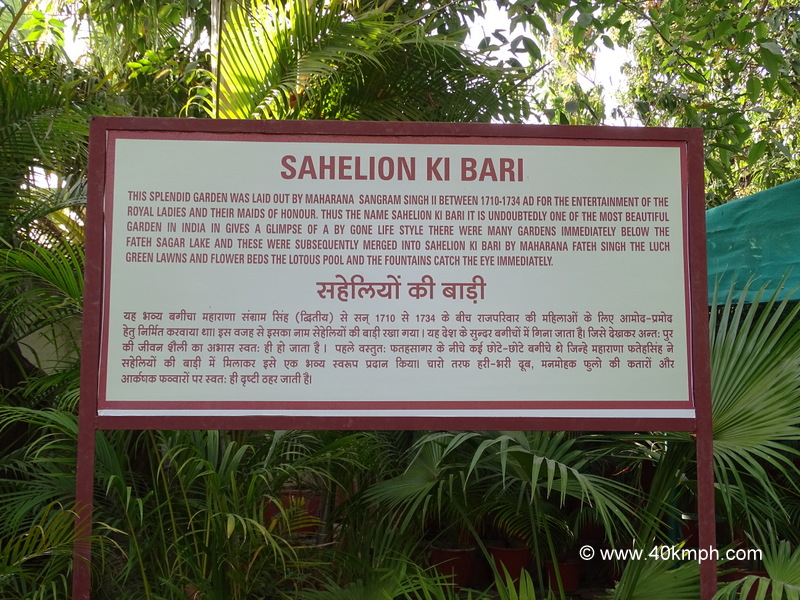 SAHELION KI BARI
THIS SPLENDID GARDEN WAS LAID OUT BY MAHARANA SANGRAM SINGH II BETWEEN 1710-1734 AD FOR THE ENTERTAINMENT OF THE
ROYAL LADIES AND THEIR MAIDS OF HONOUR. THUS THE NAME SAHELION KI BARI IT IS UNDOUBTEDLY ONE OF THE MOST BEAUTIFUL
GARDEN IN INDIA IN GIVES A GLIMPSE OF A BY GONE LIFE STYLE THERE WERE MANY GARDENS IMMEDIATELY BELOW THE
FATEH SAGAR LAKE AND THESE WERE SUBSEQUENTLY MERGED INTO SAHELION KI BARI BY MAHARANA FATEH SINGH THE LUCH
GREEN LAWNS AND FLOWER BEDS THE LOTOUS POOL AND THE FOUNTAINS CATCH THE EYE IMMEDIATELY.
सहेलियों की बाड़ी
यह भव्य बगीचा महाराणा संग्राम सिंह (द्वितीय) से सन् 1710 से 1734 के बीच राजपरिवार की महिलाओं के लिए आमोद-प्रमोद
हेतु निर्मित करवाया था। इस वजह से इसका नाम सेहेलियों की बाड़ी रखा गया। यह देश के सुन्दर बगीचों में गिना जाता है। जिसे देखकर अन्तः पुर
की जीवन शैली का अभास स्वतः ही हो जाता है । पहले वस्तुतः फतहसागर के नीचे कई छोटे-छोटे बगीचे थे जिन्हे महाराणा फतेहसिंह ने
सहेलियों की बाड़ी में मिलाकर इसे एक भव्य स्वरूप प्रदान किया। चारो तरफ हरी-भरी दूब, मनमोहक फुलो की कतारों और
आर्कषक फव्वारों पर स्वतः ही दृष्टी ठहर जाती है।
© www.40kmph.com